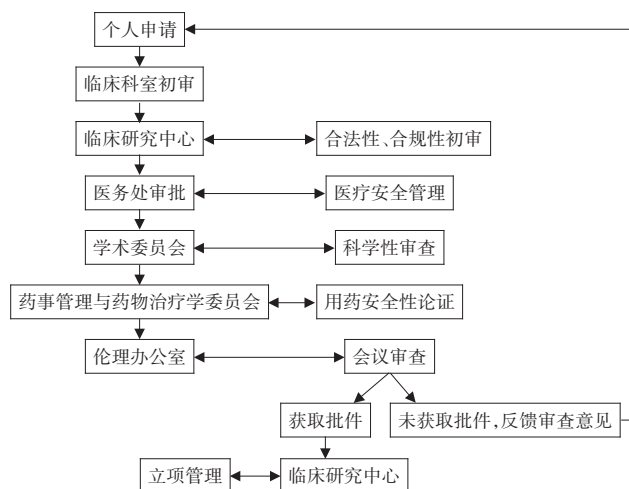 个人申请
临床科室初审
临床研究中心
合法性、合规性初审
医务处审批
医疗安全管理
学术委员会
科学性审查
药事管理与药物治疗学委员会
用药安全性论证
伦理办公室
会议审查
获取批件
未获取批件,反馈审查意见
立项管理
临床研究中心